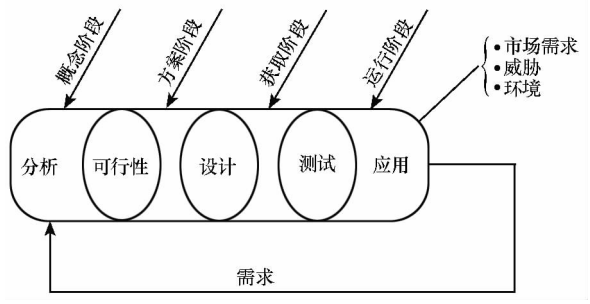 概念阶段
方案阶段
获取阶段
运行阶段
•市场需求
•威胁
•环境
分析
可行性
设计
测试
应用
需求